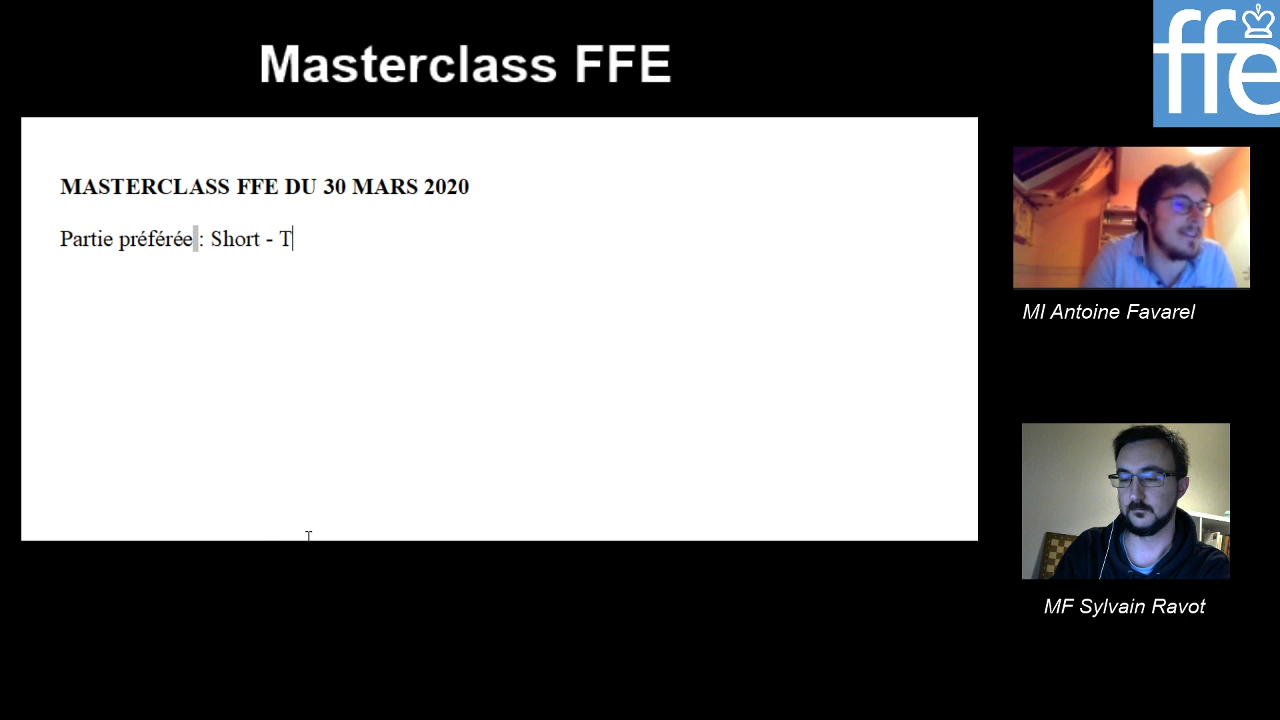 Masterclass FFE
ffe
MASTERCLASS FFE DU 30 MARS 2020
Partie préférée : Short - T
MI Antoine Favarel
MF Sylvain Ravot